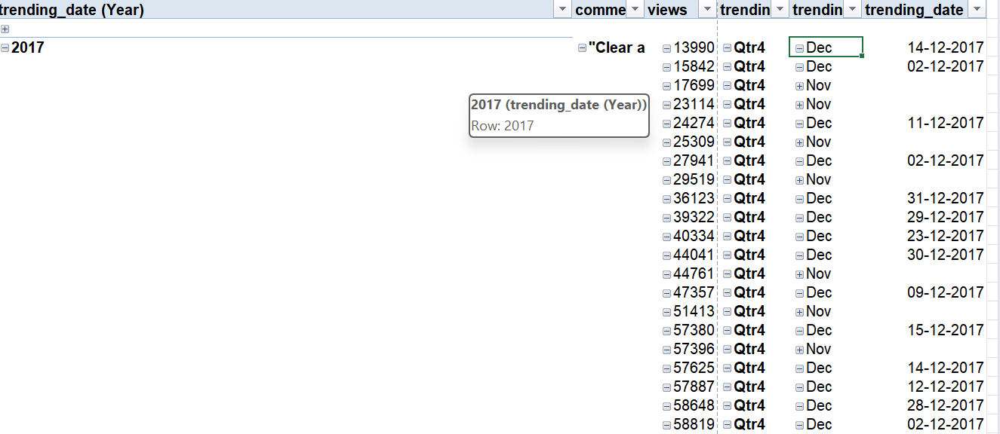 trending_date (Year) comme views trendin trendin trending_date
2017 "Clear a 13990 Qtr4 Dec 14-12-2017
15842 Qtr4 Dec 02-12-2017
17699 Qtr4 Nov
23114 Qtr4 Nov
24274 Qtr4 Dec 11-12-2017
25309 Qtr4 Nov
27941 Qtr4 Dec 02-12-2017
29519 Qtr4 Nov
36123 Qtr4 Dec 31-12-2017
39322 Qtr4 Dec 29-12-2017
40334 Qtr4 Dec 23-12-2017
44041 Qtr4 Dec 30-12-2017
44761 Qtr4 Nov
47357 Qtr4 Dec 09-12-2017
51413 Qtr4 Nov
57380 Qtr4 Dec 15-12-2017
57396 Qtr4 Nov
57625 Qtr4 Dec 14-12-2017
57887 Qtr4 Dec 12-12-2017
58648 Qtr4 Dec 28-12-2017
58819 Qtr4 Dec 02-12-2017
2017 (trending_date (Year))
Row: 2017